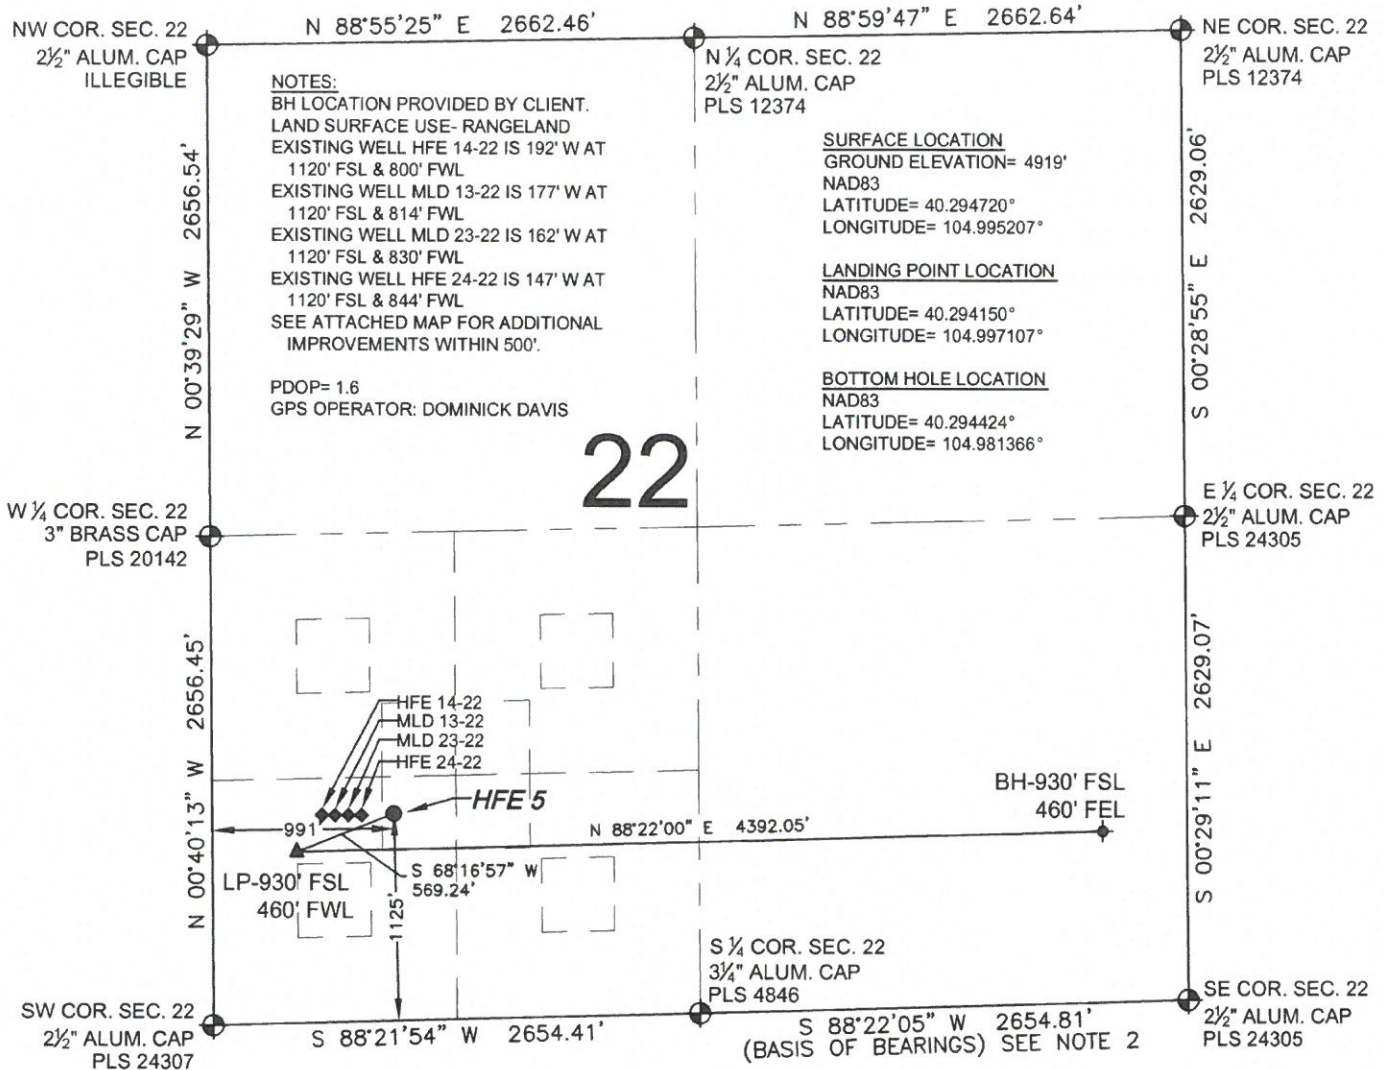 N 88°55'25" E 2662.46'
N 88°59'47" E 2662.64'
NW COR. SEC. 22
2½" ALUM. CAP
ILLEGIBLE
N ¼ COR. SEC. 22
2½" ALUM. CAP
PLS 12374
NE COR. SEC. 22
2½" ALUM. CAP
PLS 12374
NOTES:
BH LOCATION PROVIDED BY CLIENT.
LAND SURFACE USE- RANGELAND
EXISTING WELL HFE 14-22 IS 192' W AT
1120' FSL & 800' FWL
EXISTING WELL MLD 13-22 IS 177' W AT
1120' FSL & 814' FWL
EXISTING WELL MLD 23-22 IS 162' W AT
1120' FSL & 830' FWL
EXISTING WELL HFE 24-22 IS 147' W AT
1120' FSL & 844' FWL
SEE ATTACHED MAP FOR ADDITIONAL
IMPROVEMENTS WITHIN 500'.
PDOP= 1.6
GPS OPERATOR: DOMINICK DAVIS
SURFACE LOCATION
GROUND ELEVATION= 4919'
NAD83
LATITUDE= 40.294720°
LONGITUDE= 104.995207°
LANDING POINT LOCATION
NAD83
LATITUDE= 40.294150°
LONGITUDE= 104.997107°
BOTTOM HOLE LOCATION
NAD83
LATITUDE= 40.294424°
LONGITUDE= 104.981366°
N 00°39'29" W 2656.54'
S 00°28'55" E 2629.06'
22
W ¼ COR. SEC. 22
3" BRASS CAP
PLS 20142
E ¼ COR. SEC. 22
2½" ALUM. CAP
PLS 24305
N 00°40'13" W 2656.45'
S 00°29'11" E 2629.07'
HFE 14-22
MLD 13-22
MLD 23-22
HFE 24-22
HFE 5
991'
N 88°22'00" E 4392.05'
BH-930' FSL
460' FEL
S 68°16'57" W
569.24'
LP-930' FSL
460' FWL
1125'
S ¼ COR. SEC. 22
3¼" ALUM. CAP
PLS 4846
SW COR. SEC. 22
2½" ALUM. CAP
PLS 24307
S 88°21'54" W 2654.41'
S 88°22'05" W 2654.81'
(BASIS OF BEARINGS) SEE NOTE 2
SE COR. SEC. 22
2½" ALUM. CAP
PLS 24305